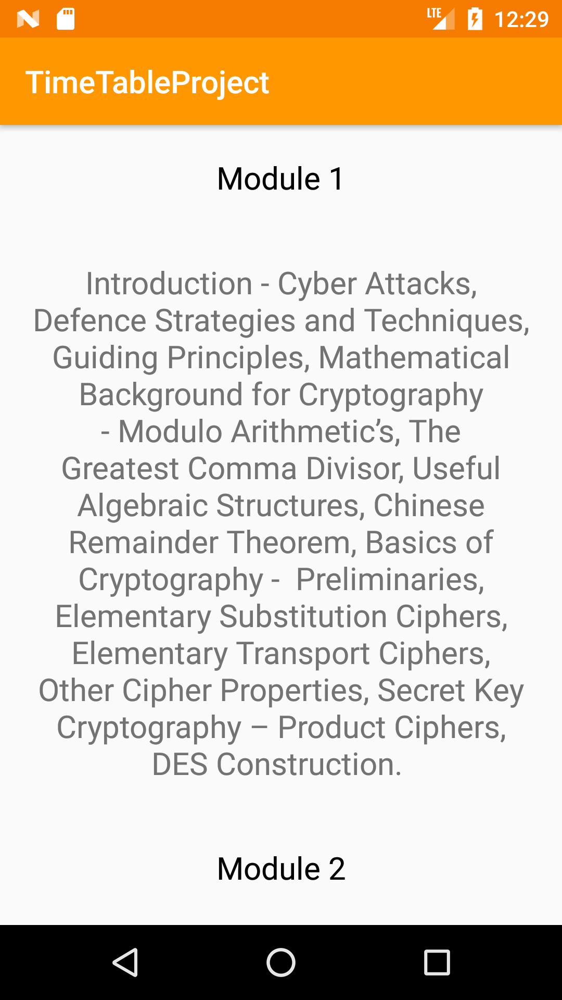 LTE 12:29
TimeTableProject
Module 1
Introduction - Cyber Attacks,
Defence Strategies and Techniques,
Guiding Principles, Mathematical
Background for Cryptography
- Modulo Arithmetic’s, The
Greatest Comma Divisor, Useful
Algebraic Structures, Chinese
Remainder Theorem, Basics of
Cryptography -  Preliminaries,
Elementary Substitution Ciphers,
Elementary Transport Ciphers,
Other Cipher Properties, Secret Key
Cryptography – Product Ciphers,
DES Construction.
Module 2